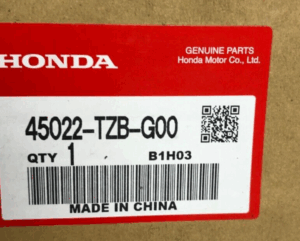 HONDA
GENUINE PARTS
Honda Motor Co., Ltd.
45022-TZB-G00
QTY 1 B1H03
MADE IN CHINA